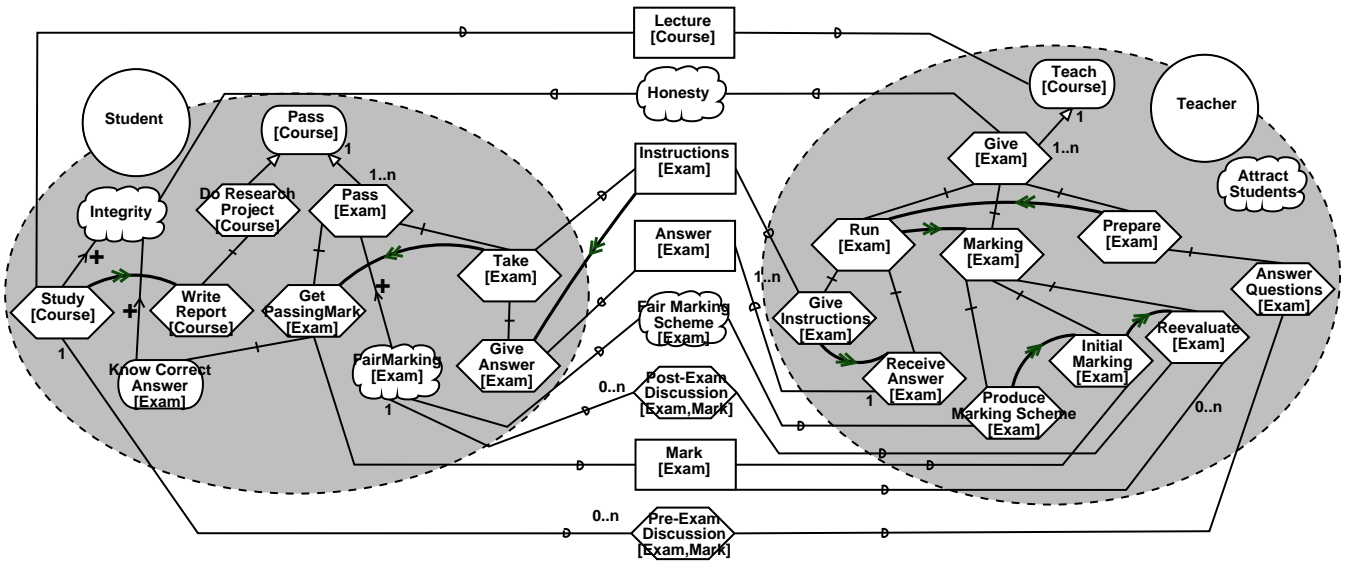 Lecture
[Course]
Honesty
Instructions
[Exam]
Answer
[Exam]
Fair Marking
Scheme
[Exam]
Post-Exam
Discussion
[Exam,Mark]
0..n
Mark
[Exam]
Pre-Exam
Discussion
[Exam,Mark]
0..n
Student
Pass
[Course]
1
1..n
Integrity
Do Research
Project
[Course]
Pass
[Exam]
Take
[Exam]
+
Study
[Course]
1
Write
Report
[Course]
Get
PassingMark
[Exam]
+
+
Know Correct
Answer
[Exam]
FairMarking
[Exam]
1
Give
Answer
[Exam]
Teach
[Course]
1
1..n
Teacher
Give
[Exam]
Attract
Students
Run
[Exam]
Marking
[Exam]
Prepare
[Exam]
Answer
Questions
[Exam]
1..n
Give
Instructions
[Exam]
Receive
Answer
[Exam]
1
Produce
Marking Scheme
[Exam]
Initial
Marking
[Exam]
Reevaluate
[Exam]
0..n